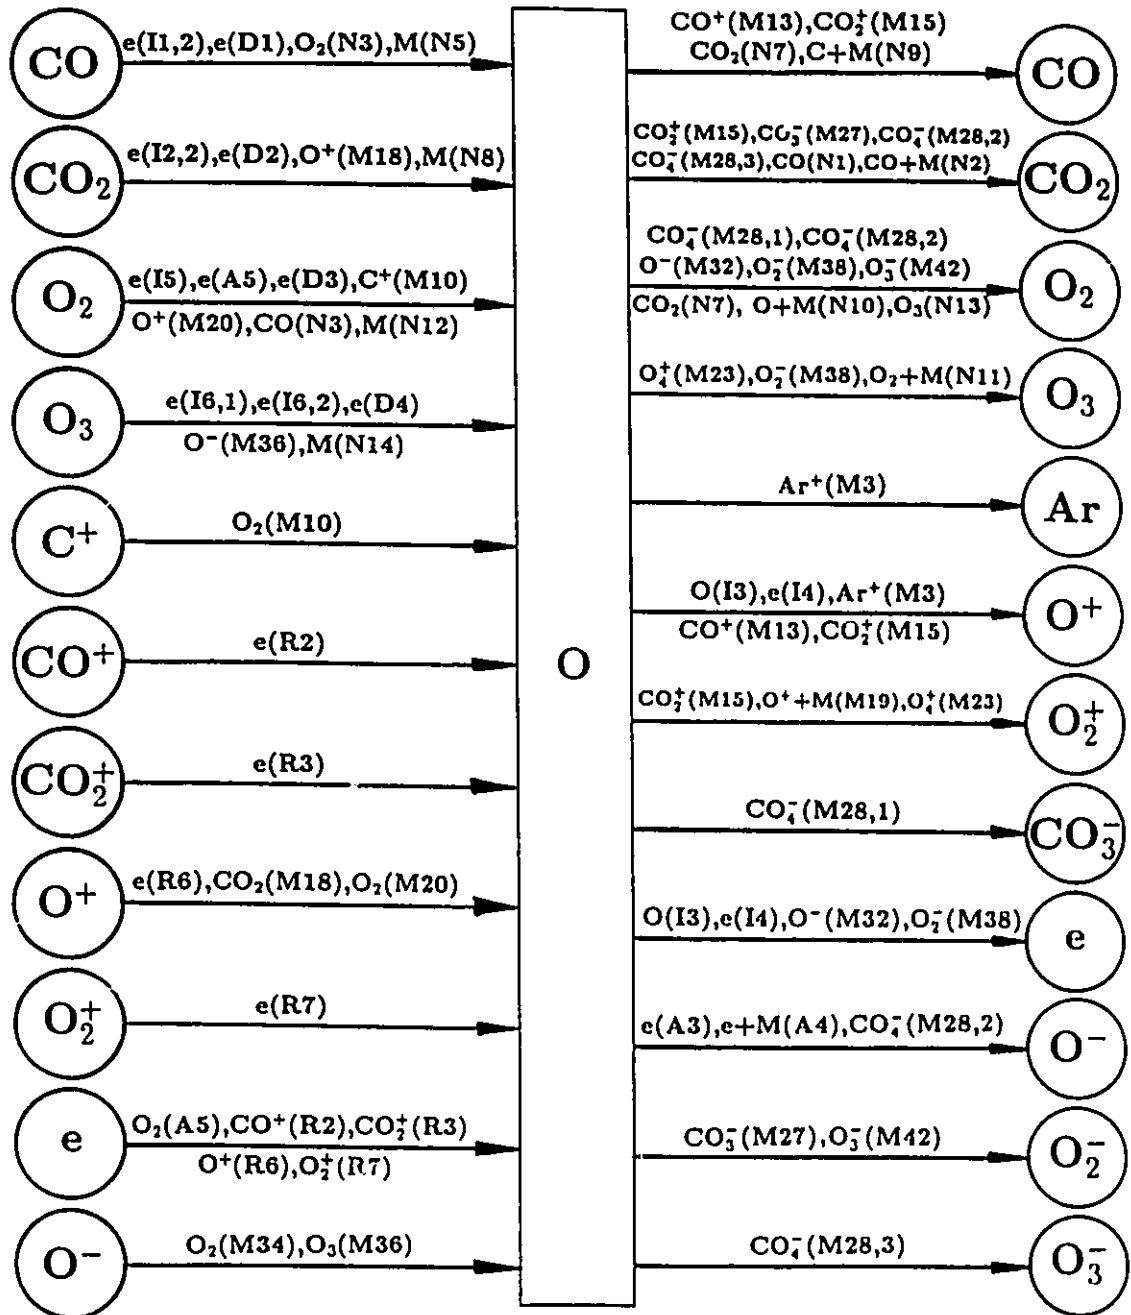 CO
e(I1,2),e(D1),O₂(N3),M(N5)
CO₂
e(I2,2),e(D2),O⁺(M18),M(N8)
O₂
e(I5),e(A5),e(D3),C⁺(M10)
O⁺(M20),CO(N3),M(N12)
O₃
e(I6,1),e(I6,2),e(D4)
O⁻(M36),M(N14)
C⁺
O₂(M10)
CO⁺
e(R2)
CO₂⁺
e(R3)
O⁺
e(R6),CO₂(M18),O₂(M20)
O₂⁺
e(R7)
e
O₂(A5),CO⁺(R2),CO₂⁺(R3)
O⁺(R6),O₂⁺(R7)
O⁻
O₂(M34),O₃(M36)
O
CO⁺(M13),CO₂⁺(M15)
CO₂(N7),C+M(N9)
CO
CO₂⁺(M15),CO₃⁻(M27),CO₄⁻(M28,2)
CO₄⁻(M28,3),CO(N1),CO+M(N2)
CO₂
CO₄⁻(M28,1),CO₄⁻(M28,2)
O⁻(M32),O₂⁻(M38),O₃⁻(M42)
CO₂(N7), O+M(N10),O₃(N13)
O₂
O₄⁺(M23),O₂⁻(M38),O₂+M(N11)
O₃
Ar⁺(M3)
Ar
O(I3),e(I4),Ar⁺(M3)
CO⁺(M13),CO₂⁺(M15)
O⁺
CO₂⁺(M15),O⁺+M(M19),O₄⁺(M23)
O₂⁺
CO₄⁻(M28,1)
CO₃⁻
O(I3),e(I4),O⁻(M32),O₂⁻(M38)
e
e(A3),e+M(A4),CO₄⁻(M28,2)
O⁻
CO₃⁻(M27),O₃⁻(M42)
O₂⁻
CO₄⁻(M28,3)
O₃⁻